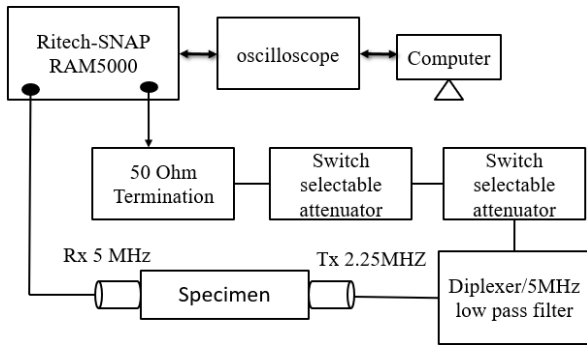 Ritech-SNAP
RAM5000
oscilloscope
Computer
50 Ohm
Termination
Switch
selectable
attenuator
Switch
selectable
attenuator
Rx 5 MHz
Tx 2.25MHZ
Specimen
Diplexer/5MHz
low pass filter